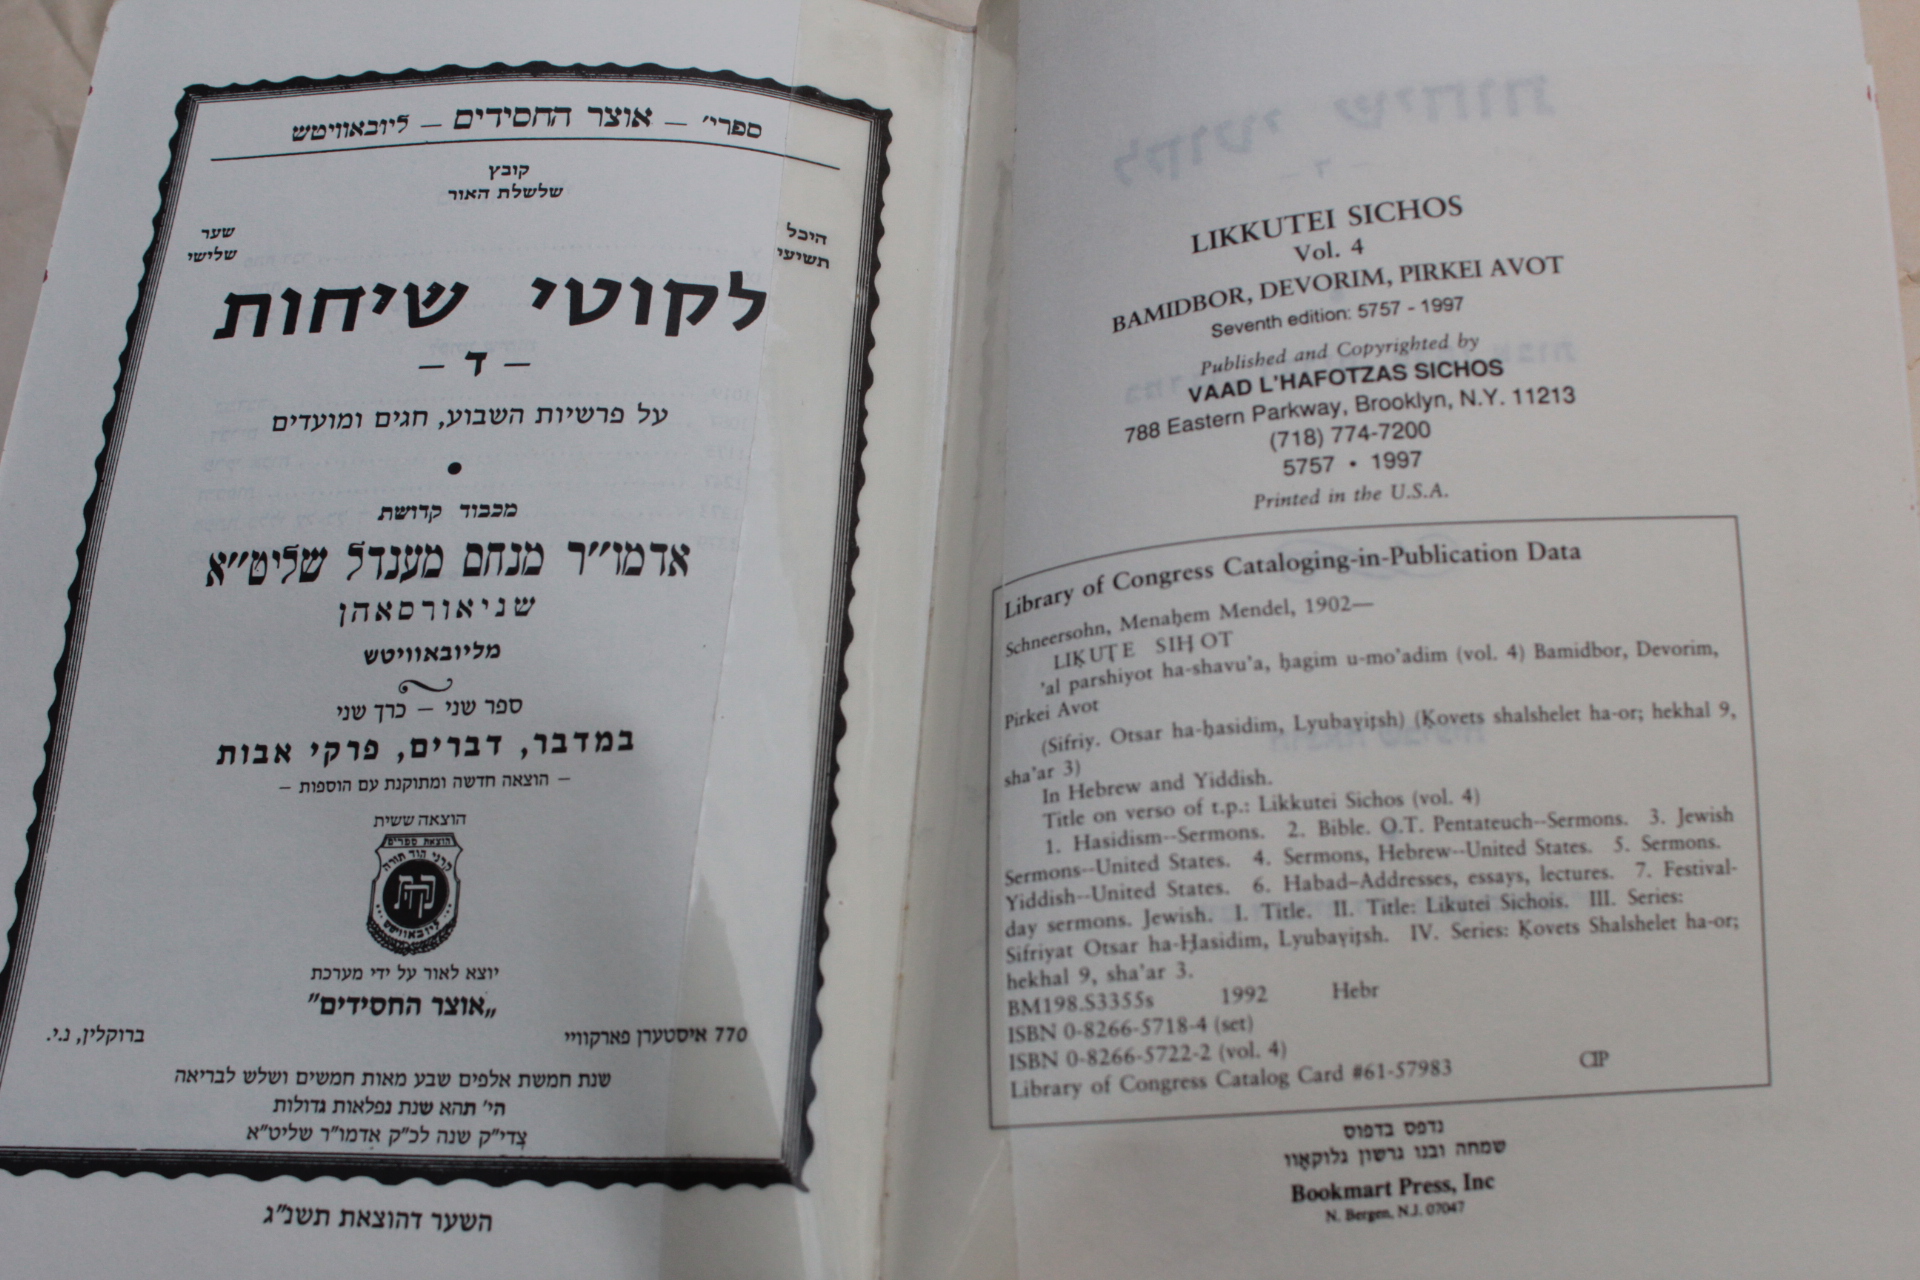 ספרי' — אוצר החסידים — ליובאוויטש
קובץ
שלשלת האור
היכל
תשיעי
שער
שלישי
לקוטי שיחות
— ד —
על פרשיות השבוע, חגים ומועדים
•
מכבוד קדושת
אדמו"ר מנחם מענדל שליט"א
שניאורסאהן
מליובאוויטש
ספר שני — כרך שני
במדבר, דברים, פרקי אבות
— הוצאה חדשה ומתוקנת עם הוספות —
הוצאה ששית
הוצאת ספרים
קרני הוד תורה
קה"ת
ליובאוויטש
יוצא לאור על ידי מערכת
„אוצר החסידים"
770 איסטערן פארקוויי ברוקלין, נ.י.
שנת חמשת אלפים שבע מאות חמשים ושלש לבריאה
הי' תהא שנת נפלאות גדולות
צדי"ק שנה לכ"ק אדמו"ר שליט"א
השער דהוצאת תשנ"ג
LIKKUTEI SICHOS
Vol. 4
BAMIDBOR, DEVORIM, PIRKEI AVOT
Seventh edition: 5757 - 1997
Published and Copyrighted by
VAAD L'HAFOTZAS SICHOS
788 Eastern Parkway, Brooklyn, N.Y. 11213
(718) 774-7200
5757 • 1997
Printed in the U.S.A.
Library of Congress Cataloging-in-Publication Data
Schneersohn, Menaḥem Mendel, 1902—
LIḲUṬE SIḤOT
'al parshiyot ha-shavu'a, ḥagim u-mo'adim (vol. 4) Bamidbor, Devorim,
Pirkei Avot
(Sifriy. Otsar ha-ḥasidim, Lyubaṿiṭsh) (Ḳovets shalshelet ha-or; hekhal 9,
sha'ar 3)
In Hebrew and Yiddish.
Title on verso of t.p.: Likkutei Sichos (vol. 4)
1. Hasidism--Sermons. 2. Bible. O.T. Pentateuch--Sermons. 3. Jewish
Sermons--United States. 4. Sermons, Hebrew--United States. 5. Sermons.
Yiddish--United States. 6. Habad–Addresses, essays, lectures. 7. Festival-
day sermons. Jewish. I. Title. II. Title: Likutei Sichois. III. Series:
Sifriyat Otsar ha-Ḥasidim, Lyubaṿiṭsh. IV. Series: Ḳovets Shalshelet ha-or;
hekhal 9, sha'ar 3.
BM198.S3355s 1992 Hebr
ISBN 0-8266-5718-4 (set)
ISBN 0-8266-5722-2 (vol. 4)
Library of Congress Catalog Card #61-57983 CIP
נדפס בדפוס
שמחה ובנו גרשון גלוקאוו
Bookmart Press, Inc
N. Bergen, N.J. 07047